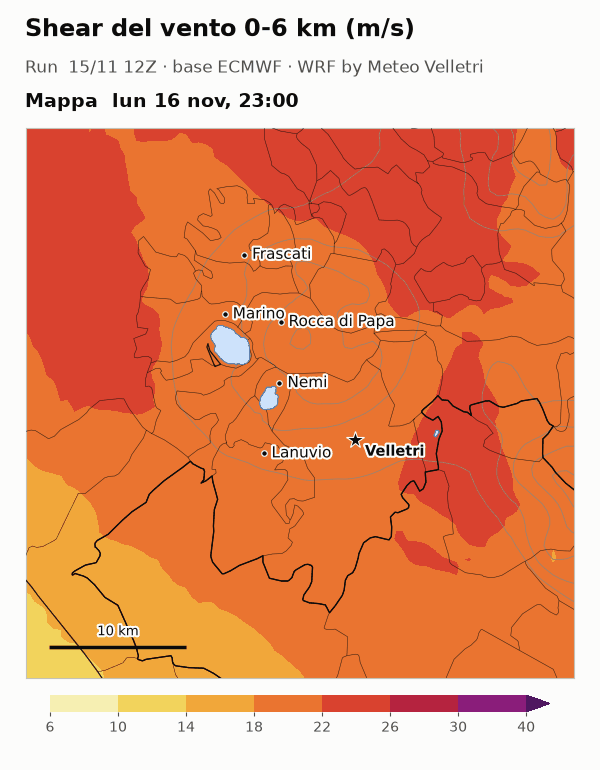 Shear del vento 0-6 km (m/s)
Run  15/11 12Z · base ECMWF · WRF by Meteo Velletri
Mappa  lun 16 nov, 23:00
Frascati
Marino
Rocca di Papa
Nemi
Velletri
Lanuvio
10 km
6 10 14 18 22 26 30 40